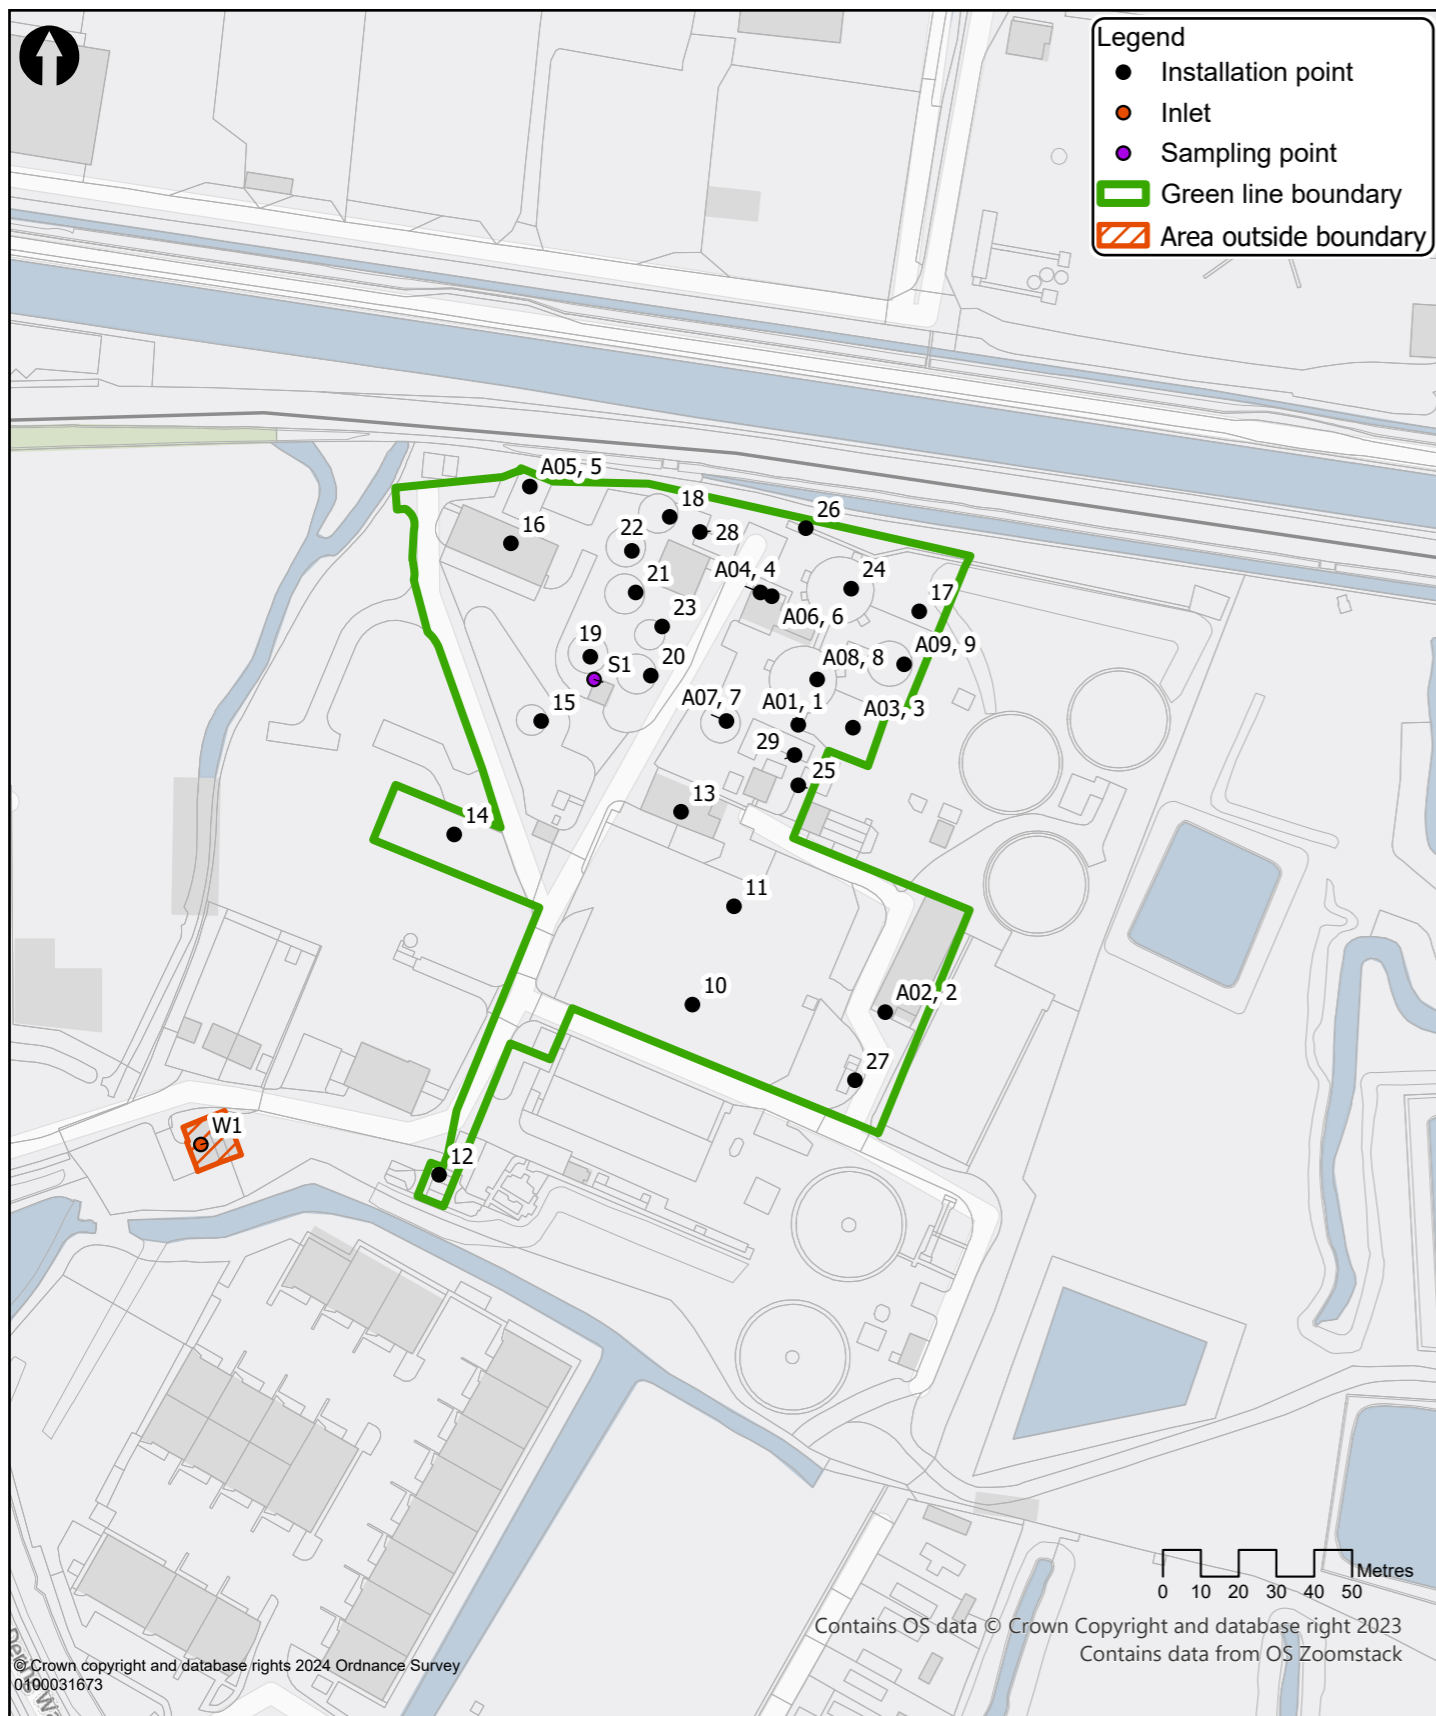 Legend
Installation point
Inlet
Sampling point
Green line boundary
Area outside boundary
A05, 5
18
26
16
22
28
21
A04, 4
24
17
23
A06, 6
19
S1
20
A08, 8
A09, 9
15
A07, 7
A01, 1
A03, 3
29
25
13
14
11
10
A02, 2
27
W1
12
Metres
0 10 20 30 40 50
Contains OS data © Crown Copyright and database right 2023
Contains data from OS Zoomstack
© Crown copyright and database rights 2024 Ordnance Survey
0100031673